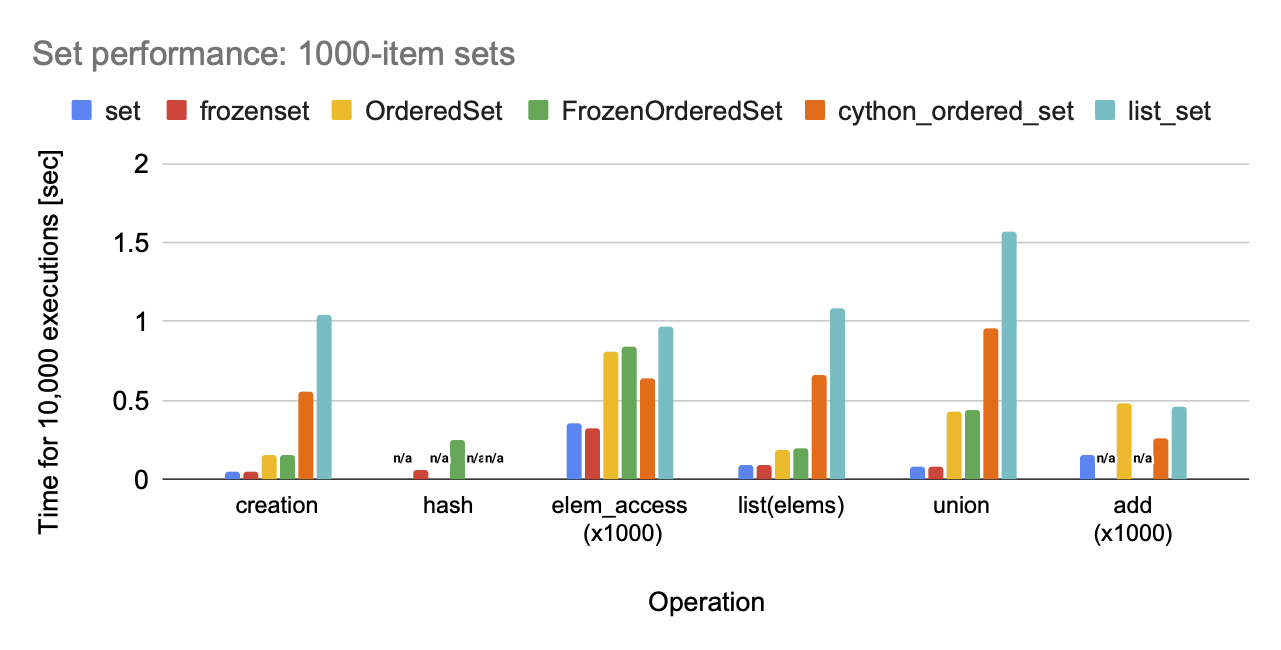 Set performance: 1000-item sets
set frozenset OrderedSet FrozenOrderedSet cython_ordered_set list_set
Time for 10,000 executions [sec]
2
1.5
1
0.5
0
n/a n/a n/a n/a n/a n/a
creation hash elem_access list(elems) union add
(x1000) (x1000)
Operation